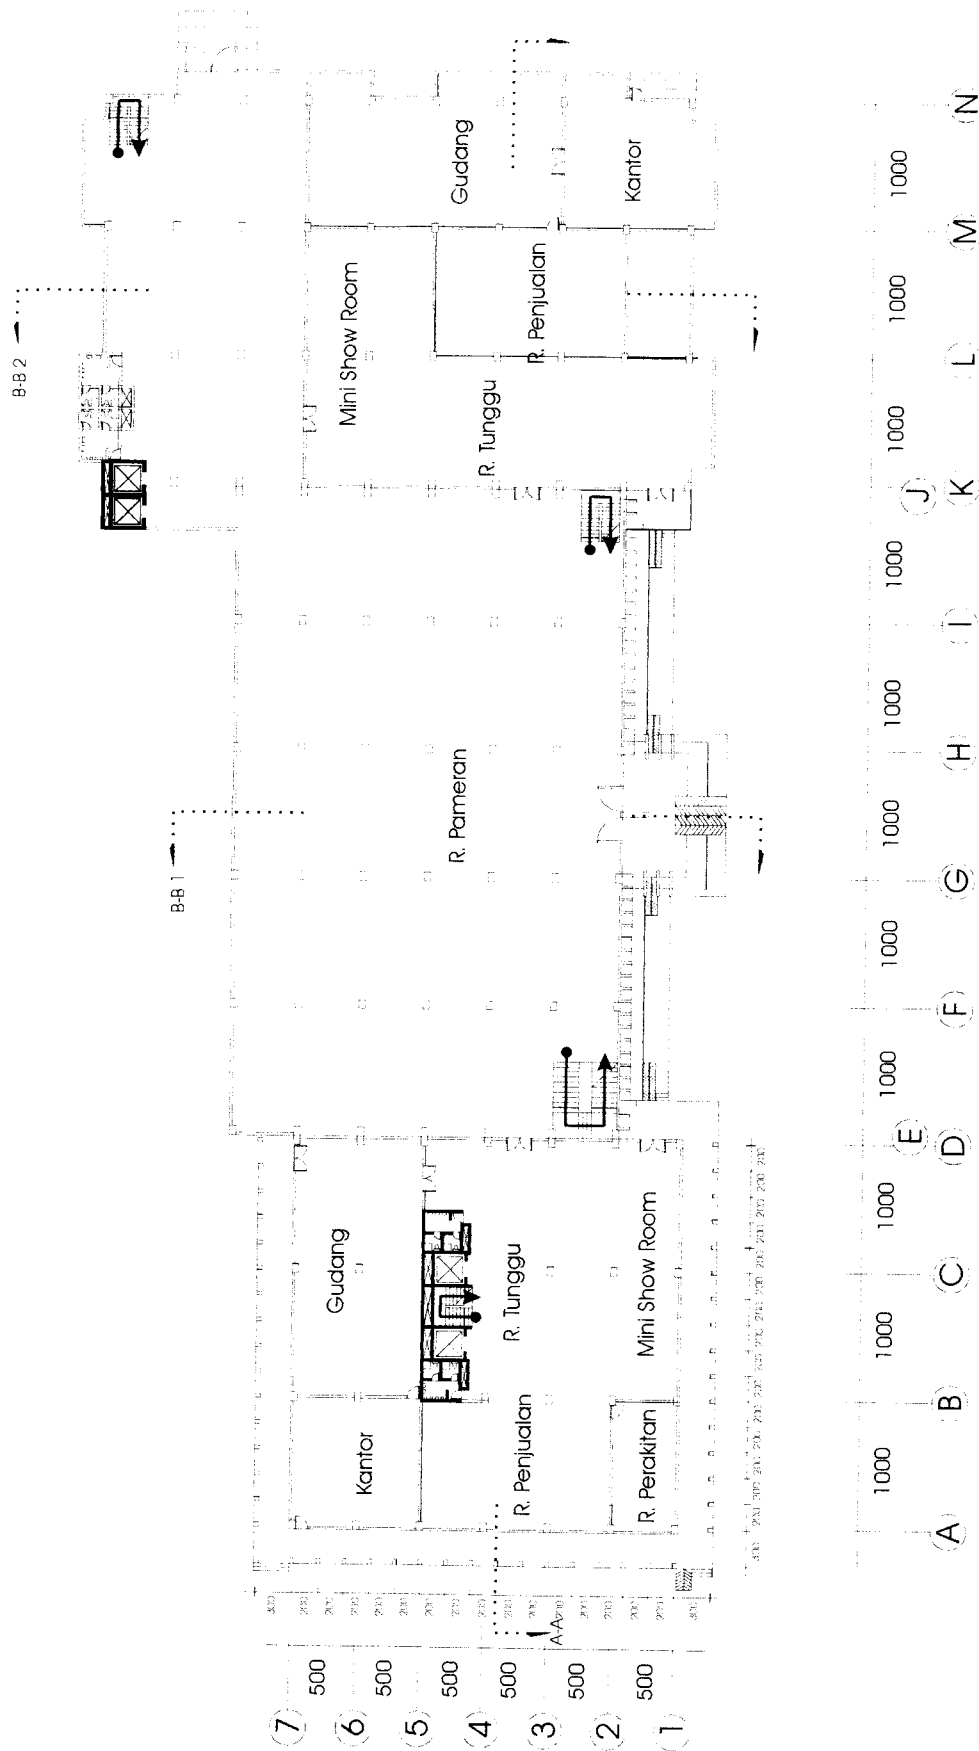 B-B 2
B-B 1
Gudang
Kantor
Mini Show Room
R. Penjualan
R. Tunggu
R. Pameran
Gudang
R. Tunggu
Mini Show Room
Kantor
R. Penjualan
R. Perakitan
A-A
7
6
5
4
3
2
1
500
500
500
500
500
500
A
B
C
D
E
F
G
H
I
J
K
L
M
N
1000
1000
1000
1000
1000
1000
1000
1000
1000
1000
1000